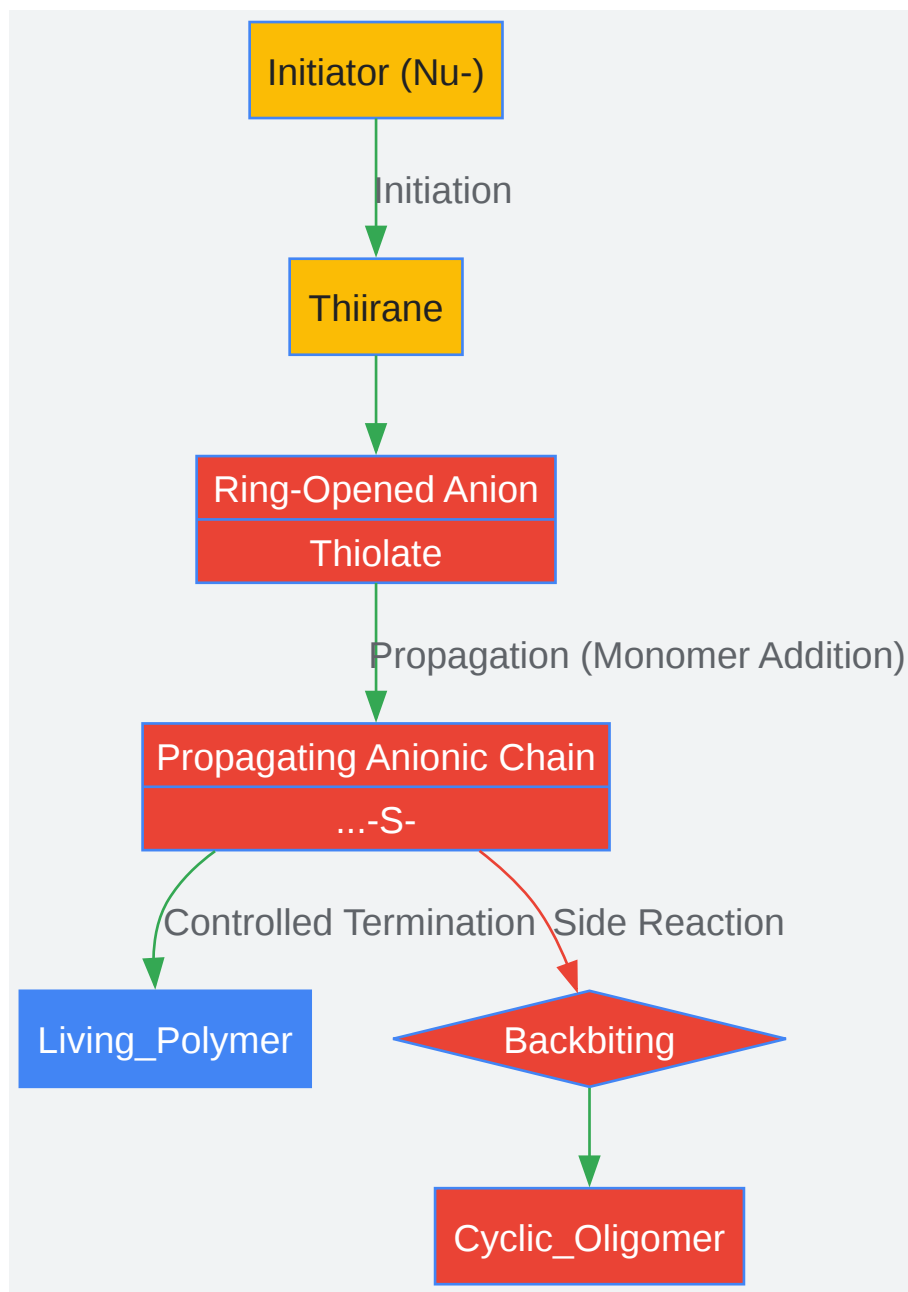 Initiator (Nu-)
Initiation
Thiirane
Ring-Opened Anion
Thiolate
Propagation (Monomer Addition)
Propagating Anionic Chain
...-S-
Controlled Termination
Side Reaction
Living_Polymer
Backbiting
Cyclic_Oligomer